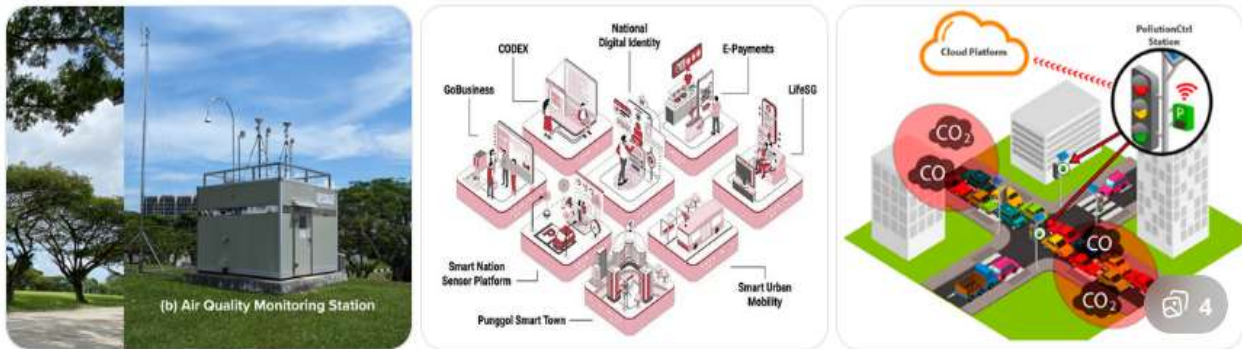 (b) Air Quality Monitoring Station
National
Digital Identity
CODEX
E-Payments
GoBusiness
LifeSG
Smart Nation
Sensor Platform
Smart Urban
Mobility
Punggol Smart Town
PollutionCtrl
Station
Cloud Platform
P
CO2
CO
CO
CO2
4